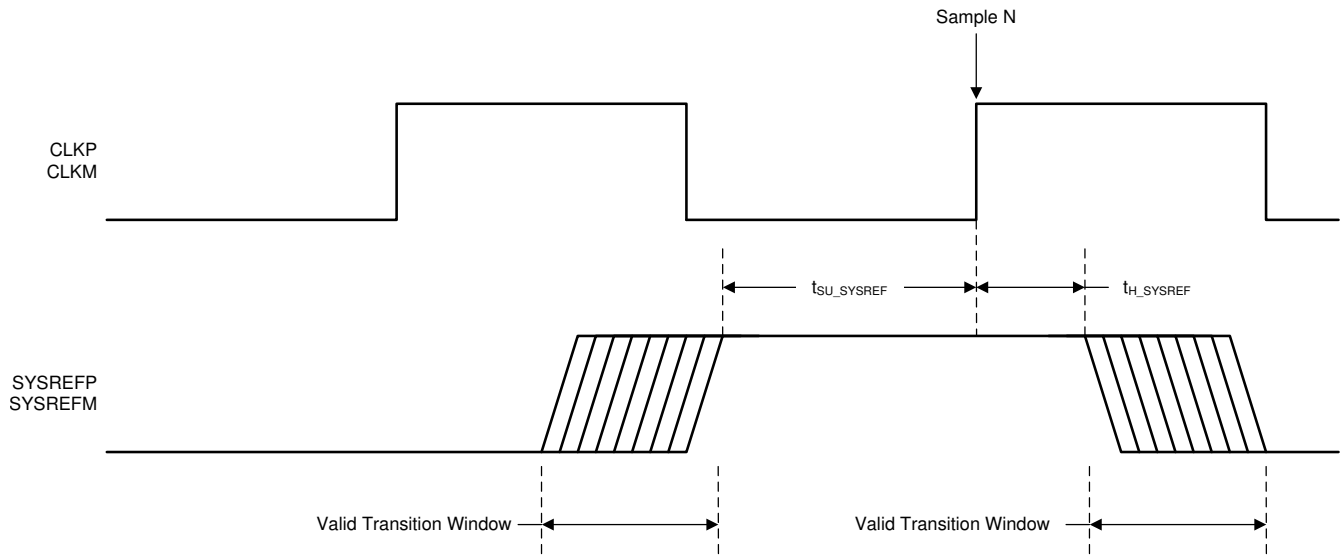 Sample N
CLKP
CLKM
tSU_SYSREF
tH_SYSREF
SYSREFP
SYSREFM
Valid Transition Window
Valid Transition Window